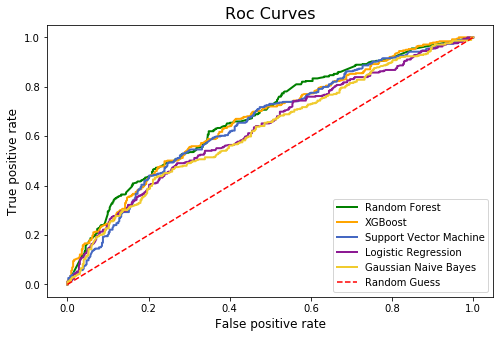 Roc Curves
True positive rate
1.0
0.8
0.6
0.4
0.2
0.0
0.0
0.2
0.4
0.6
0.8
1.0
False positive rate
Random Forest
XGBoost
Support Vector Machine
Logistic Regression
Gaussian Naive Bayes
Random Guess